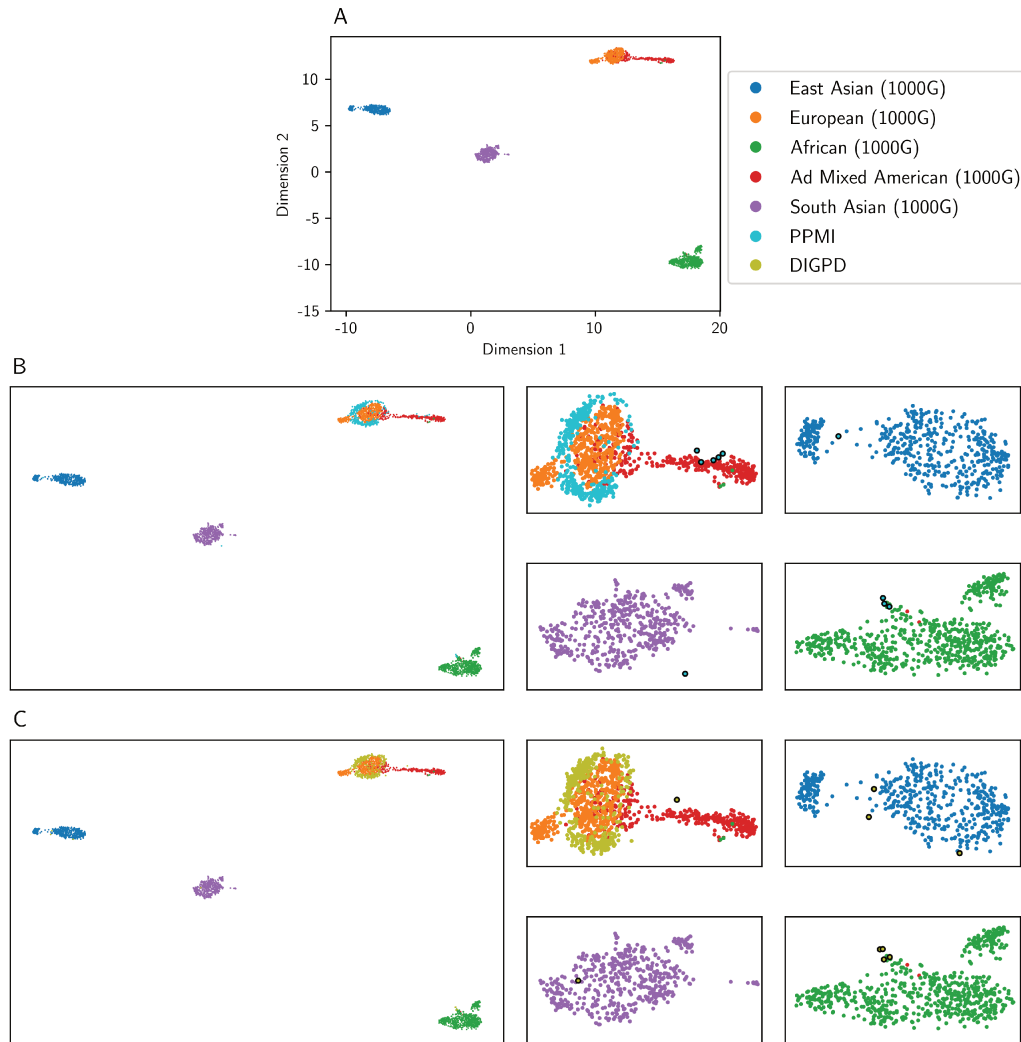 A
10
5
0
-5
-10
-15
Dimension 2
-10
0
10
20
Dimension 1
East Asian (1000G)
European (1000G)
African (1000G)
Ad Mixed American (1000G)
South Asian (1000G)
PPMI
DIGPD
B
C